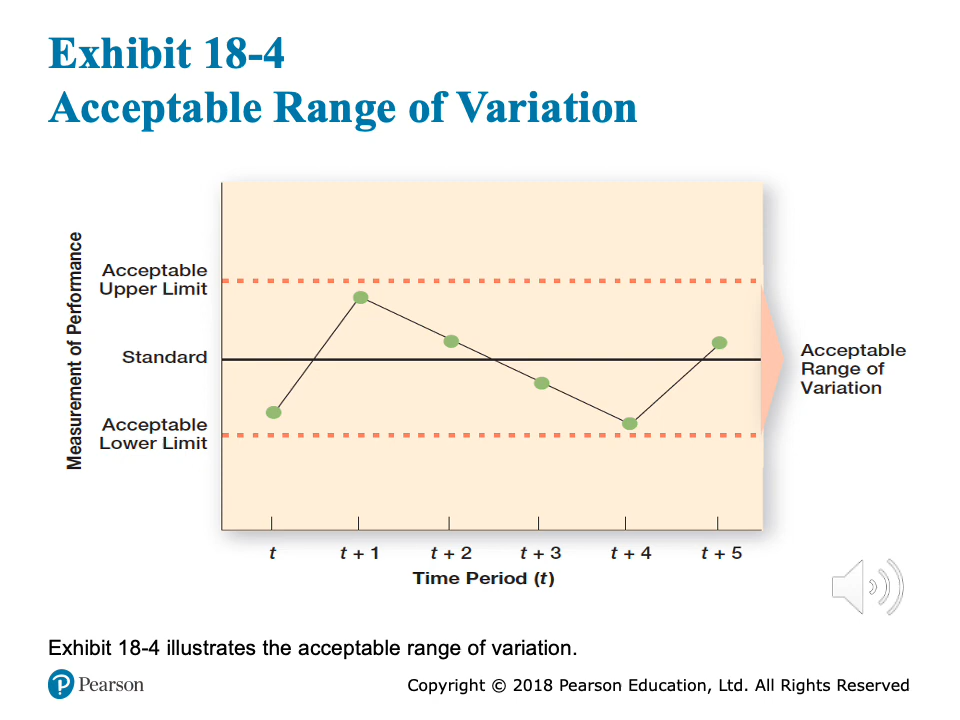 Exhibit 18-4
Acceptable Range of Variation
Measurement of Performance
Acceptable
Upper Limit
Standard
Acceptable
Lower Limit
Acceptable
Range of
Variation
t
t + 1
t + 2
t + 3
t + 4
t + 5
Time Period (t)
Exhibit 18-4 illustrates the acceptable range of variation.
P Pearson
Copyright © 2018 Pearson Education, Ltd. All Rights Reserved